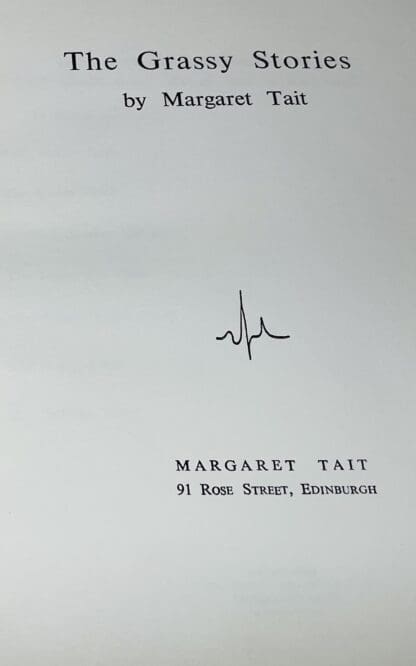 The Grassy Stories
by Margaret Tait
MARGARET TAIT
91 ROSE STREET, EDINBURGH